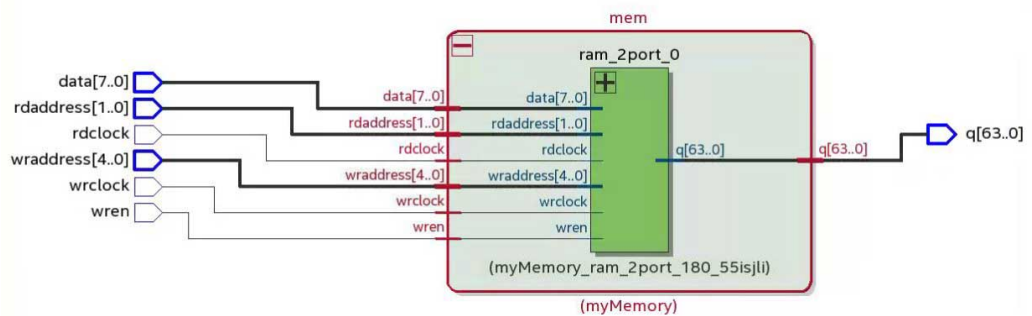 mem
ram_2port_0
data[7..0]
data[7..0]
data[7..0]
rdaddress[1..0]
rdaddress[1..0]
rdaddress[1..0]
rdclock
rdclock
rdclock
q[63..0]
q[63..0]
q[63..0]
wraddress[4..0]
wraddress[4..0]
wraddress[4..0]
wrclock
wrclock
wrclock
wren
wren
wren
(myMemory_ram_2port_180_55isjli)
(myMemory)